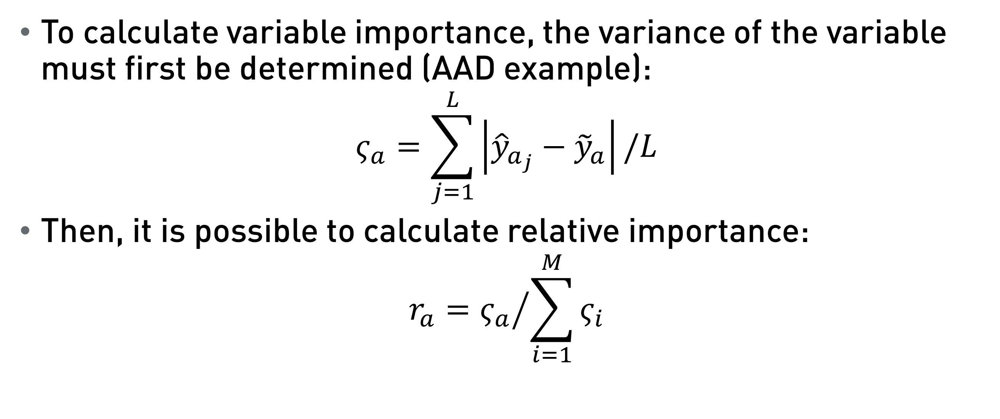 • To calculate variable importance, the variance of the variable
must first be determined (AAD example):
$\varsigma_a = \sum_{j=1}^{L} \left| \hat{y}_{a_j} - \tilde{y}_a \right| / L$
• Then, it is possible to calculate relative importance:
$r_a = \varsigma_a / \sum_{i=1}^{M} \varsigma_i$